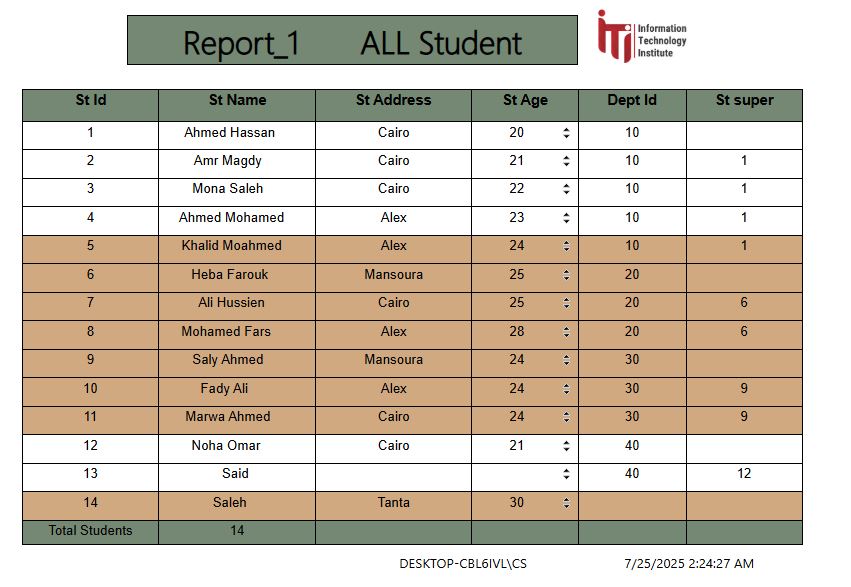 Report_1 ALL Student
iTi Information
Technology
Institute
St Id St Name St Address St Age Dept Id St super
1 Ahmed Hassan Cairo 20 10
2 Amr Magdy Cairo 21 10 1
3 Mona Saleh Cairo 22 10 1
4 Ahmed Mohamed Alex 23 10 1
5 Khalid Moahmed Alex 24 10 1
6 Heba Farouk Mansoura 25 20
7 Ali Hussien Cairo 25 20 6
8 Mohamed Fars Alex 28 20 6
9 Saly Ahmed Mansoura 24 30
10 Fady Ali Alex 24 30 9
11 Marwa Ahmed Cairo 24 30 9
12 Noha Omar Cairo 21 40
13 Said 40 12
14 Saleh Tanta 30
Total Students 14
DESKTOP-CBL6IVL\CS 7/25/2025 2:24:27 AM